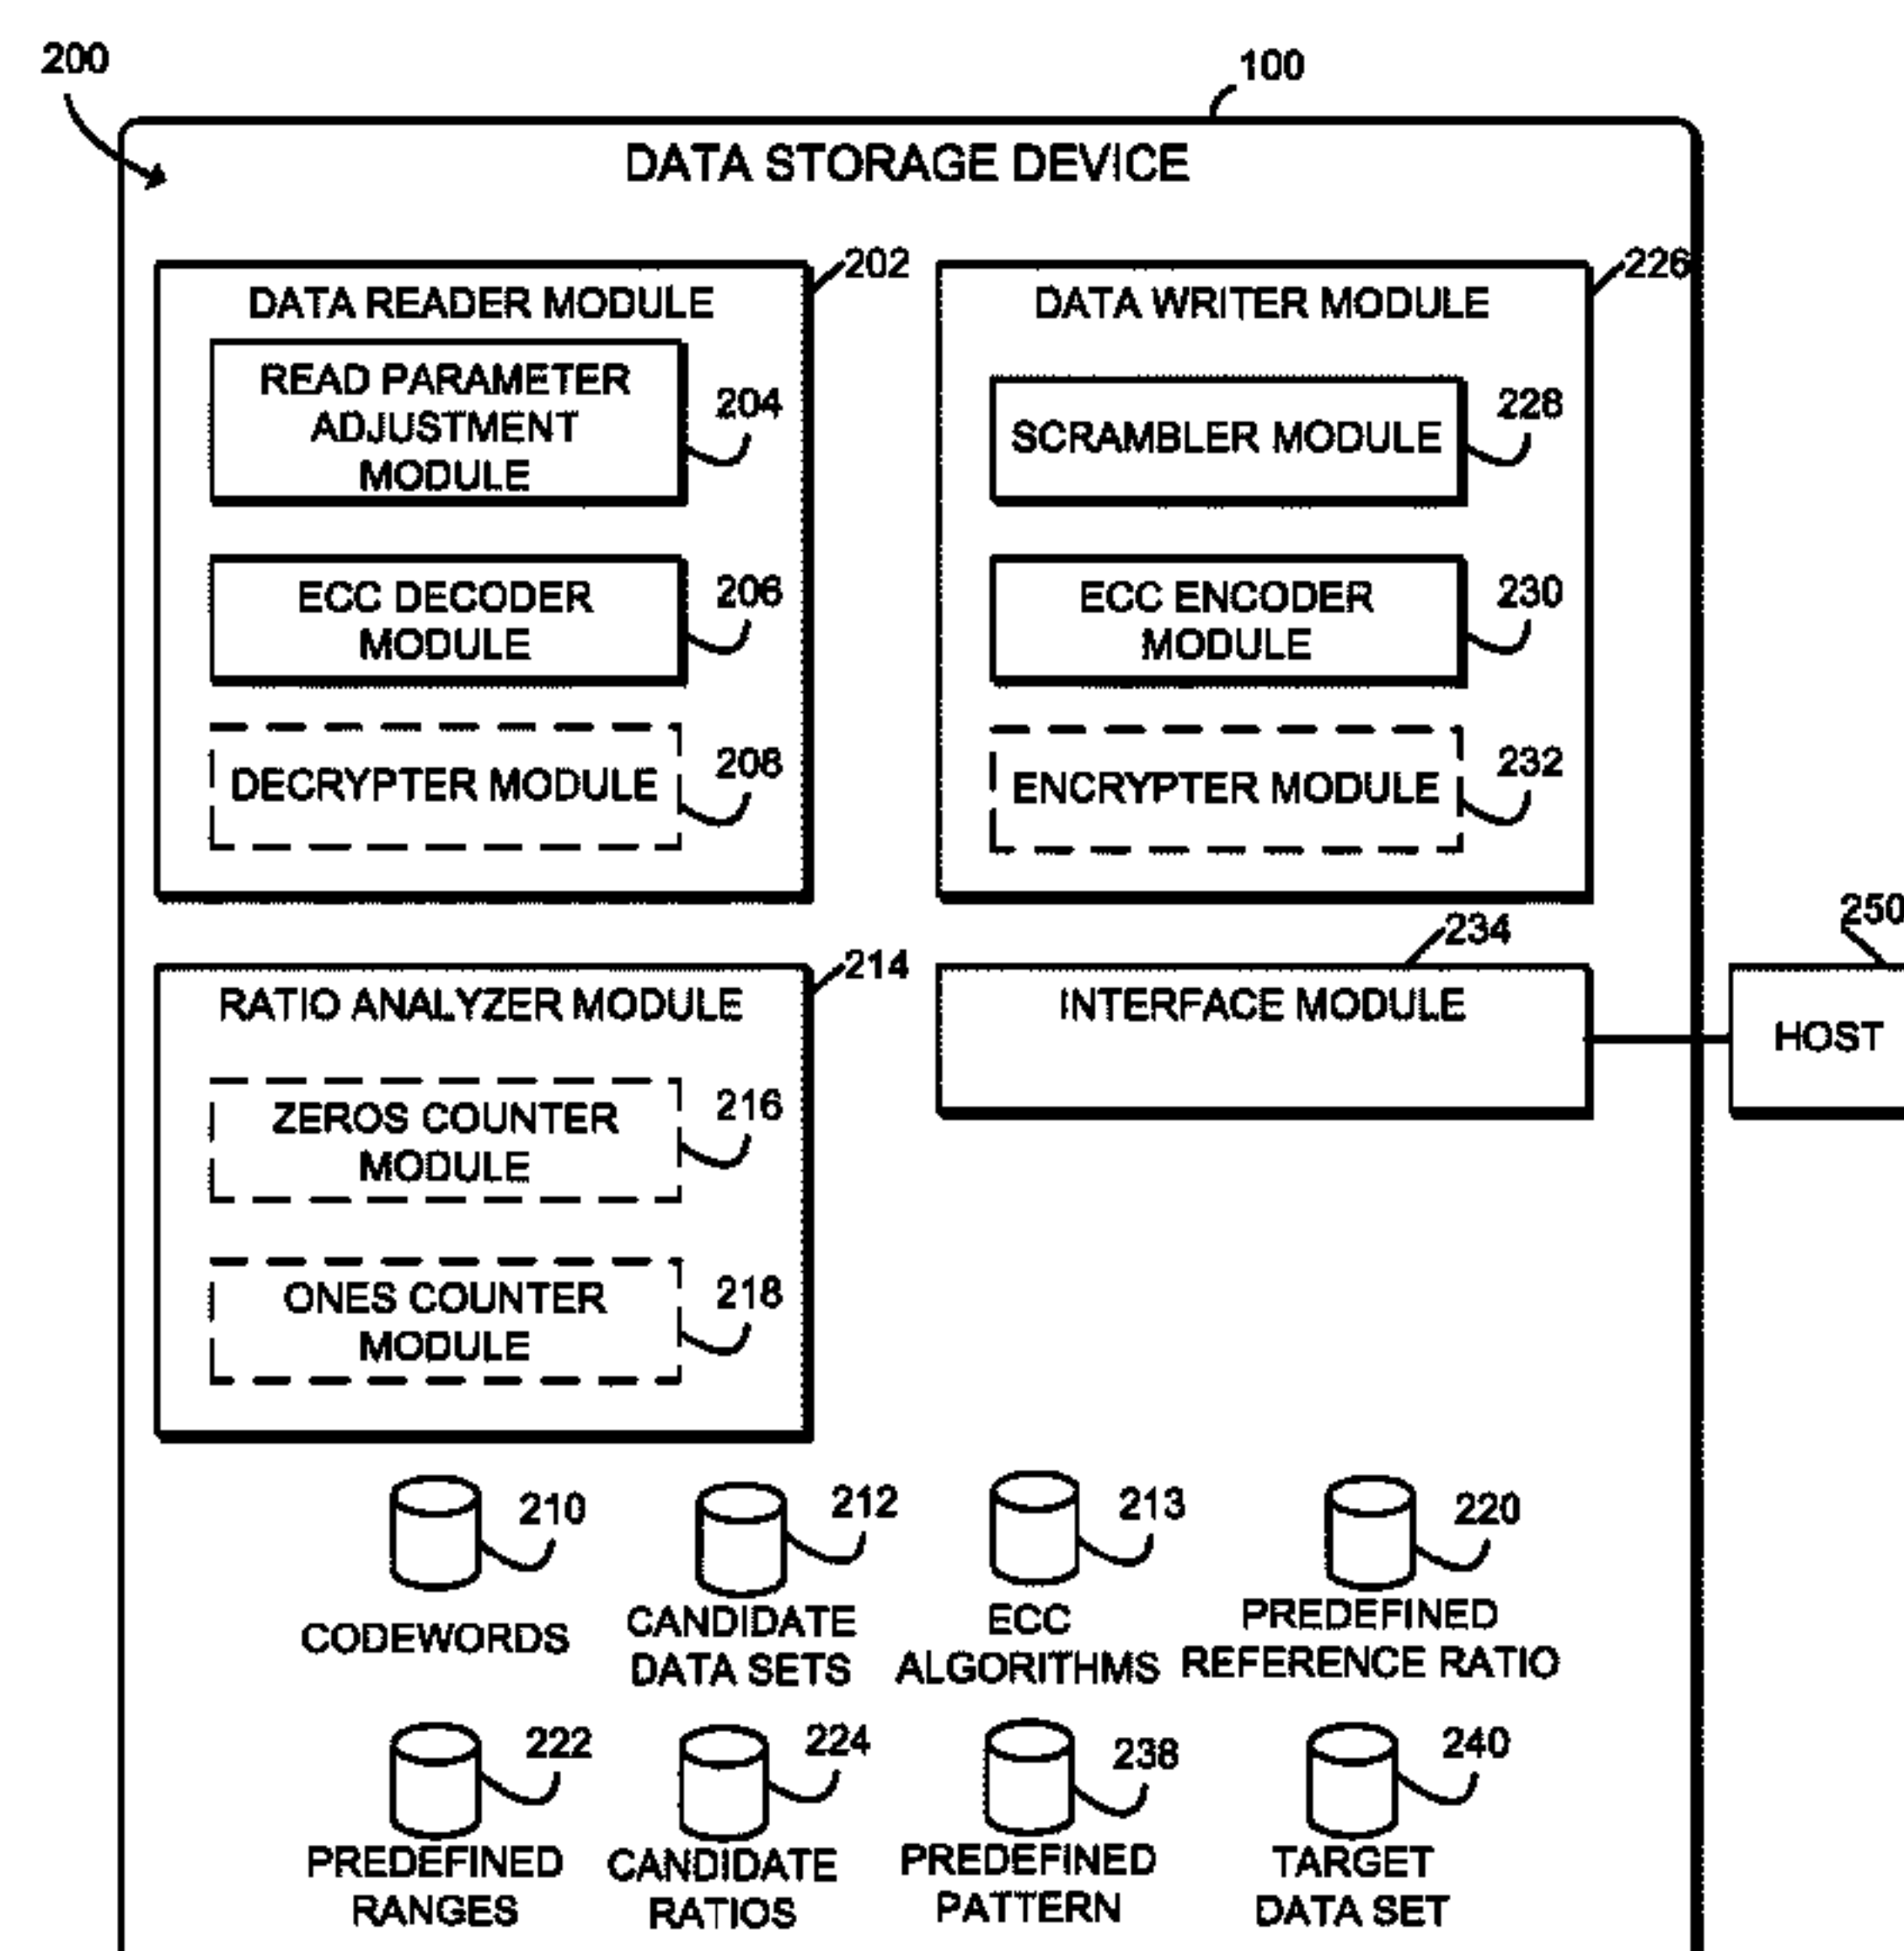 200
100
DATA STORAGE DEVICE
202
DATA READER MODULE
READ PARAMETER
ADJUSTMENT
MODULE
204
ECC DECODER
MODULE
206
DECRYPTER MODULE
208
226
DATA WRITER MODULE
SCRAMBLER MODULE
228
ECC ENCODER
MODULE
230
ENCRYPTER MODULE
232
214
RATIO ANALYZER MODULE
ZEROS COUNTER
MODULE
216
ONES COUNTER
MODULE
218
234
INTERFACE MODULE
250
HOST
210
CODEWORDS
212
CANDIDATE
DATA SETS
213
ECC
ALGORITHMS
220
PREDEFINED
REFERENCE RATIO
222
PREDEFINED
RANGES
224
CANDIDATE
RATIOS
238
PREDEFINED
PATTERN
240
TARGET
DATA SET